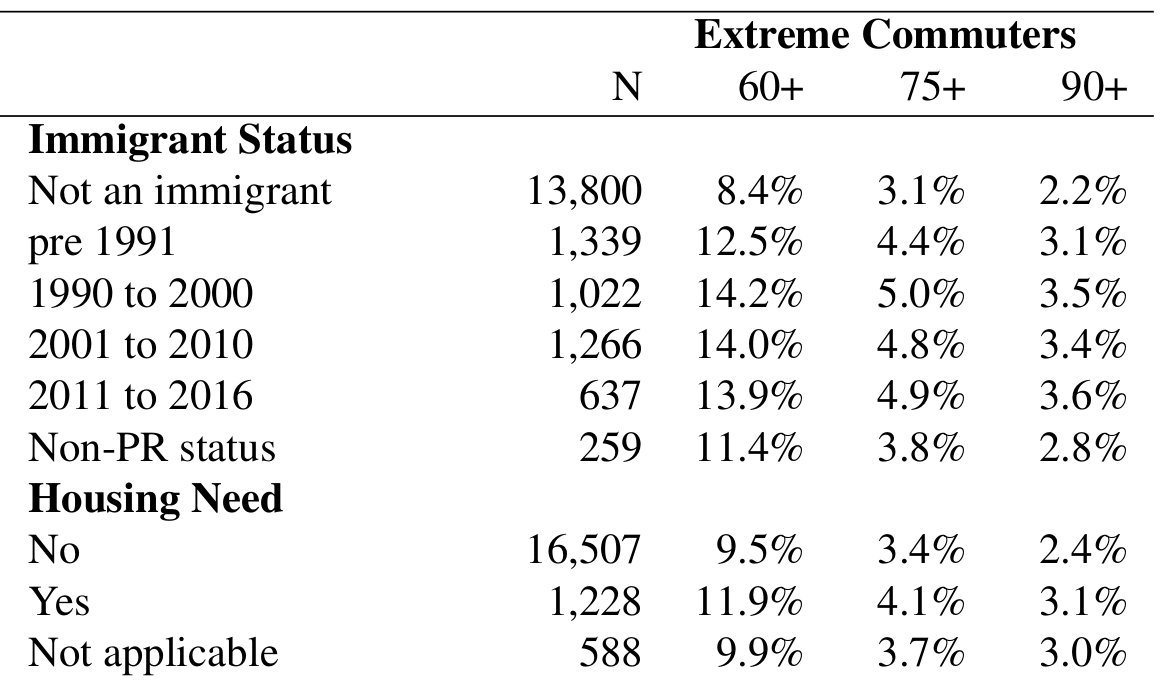 Extreme Commuters
N 60+ 75+ 90+
Immigrant Status
Not an immigrant 13,800 8.4% 3.1% 2.2%
pre 1991 1,339 12.5% 4.4% 3.1%
1990 to 2000 1,022 14.2% 5.0% 3.5%
2001 to 2010 1,266 14.0% 4.8% 3.4%
2011 to 2016 637 13.9% 4.9% 3.6%
Non-PR status 259 11.4% 3.8% 2.8%
Housing Need
No 16,507 9.5% 3.4% 2.4%
Yes 1,228 11.9% 4.1% 3.1%
Not applicable 588 9.9% 3.7% 3.0%